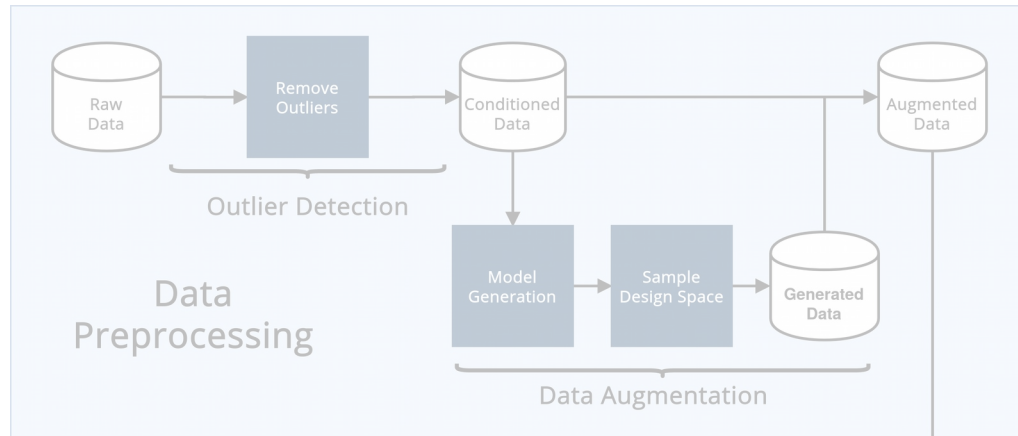 Raw
Data
Remove
Outliers
Conditioned
Data
Augmented
Data
Outlier Detection
Model
Generation
Sample
Design Space
Generated
Data
Data
Preprocessing
Data Augmentation